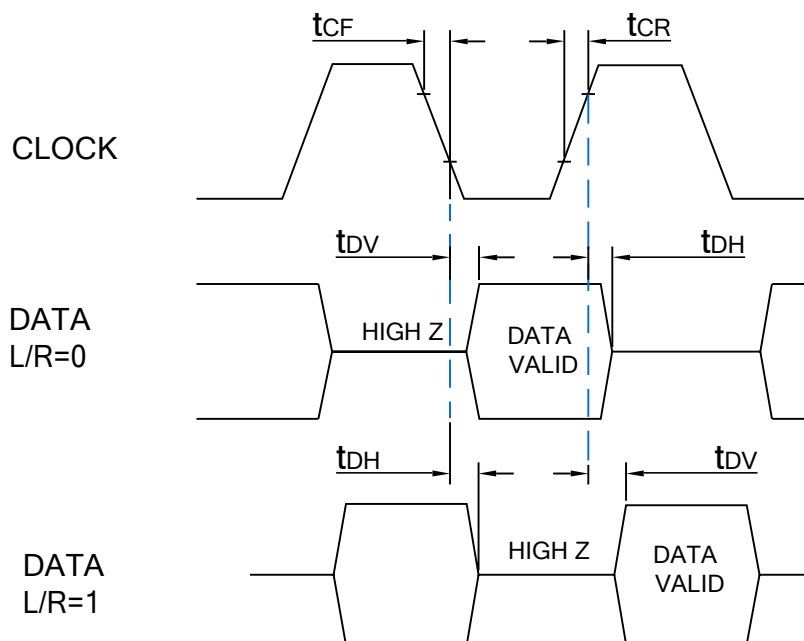 tCF
tCR
CLOCK
tDV
tDH
DATA
L/R=0
HIGH Z
DATA
VALID
tDH
tDV
DATA
L/R=1
HIGH Z
DATA
VALID